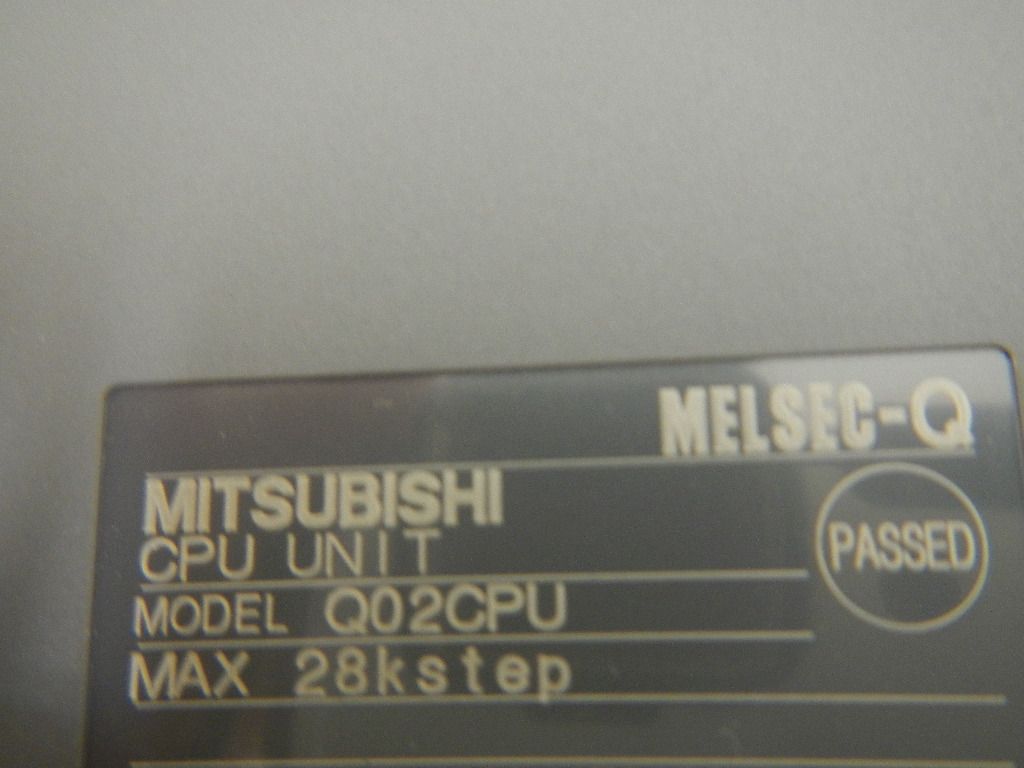 MELSEC-Q
MITSUBISHI
CPU UNIT
PASSED
MODEL Q02CPU
MAX 28kstep